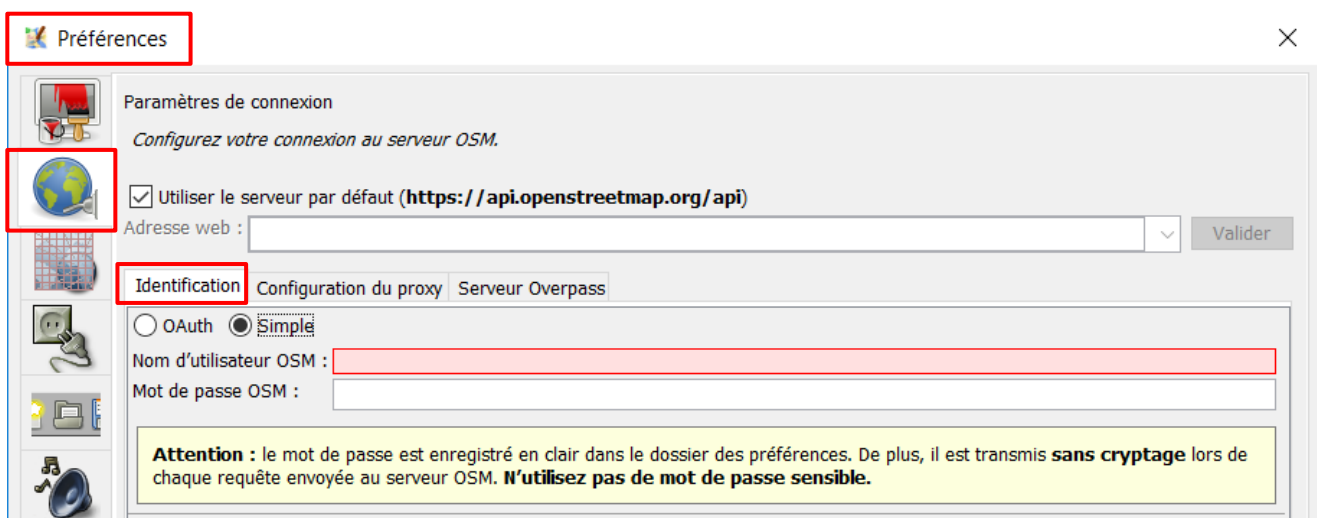 Préférences
Paramètres de connexion
Configurez votre connexion au serveur OSM.
Utiliser le serveur par défaut (https://api.openstreetmap.org/api)
Adresse web :
Valider
Identification Configuration du proxy Serveur Overpass
OAuth Simple
Nom d’utilisateur OSM :
Mot de passe OSM :
Attention : le mot de passe est enregistré en clair dans le dossier des préférences. De plus, il est transmis sans cryptage lors de
chaque requête envoyée au serveur OSM. N’utilisez pas de mot de passe sensible.